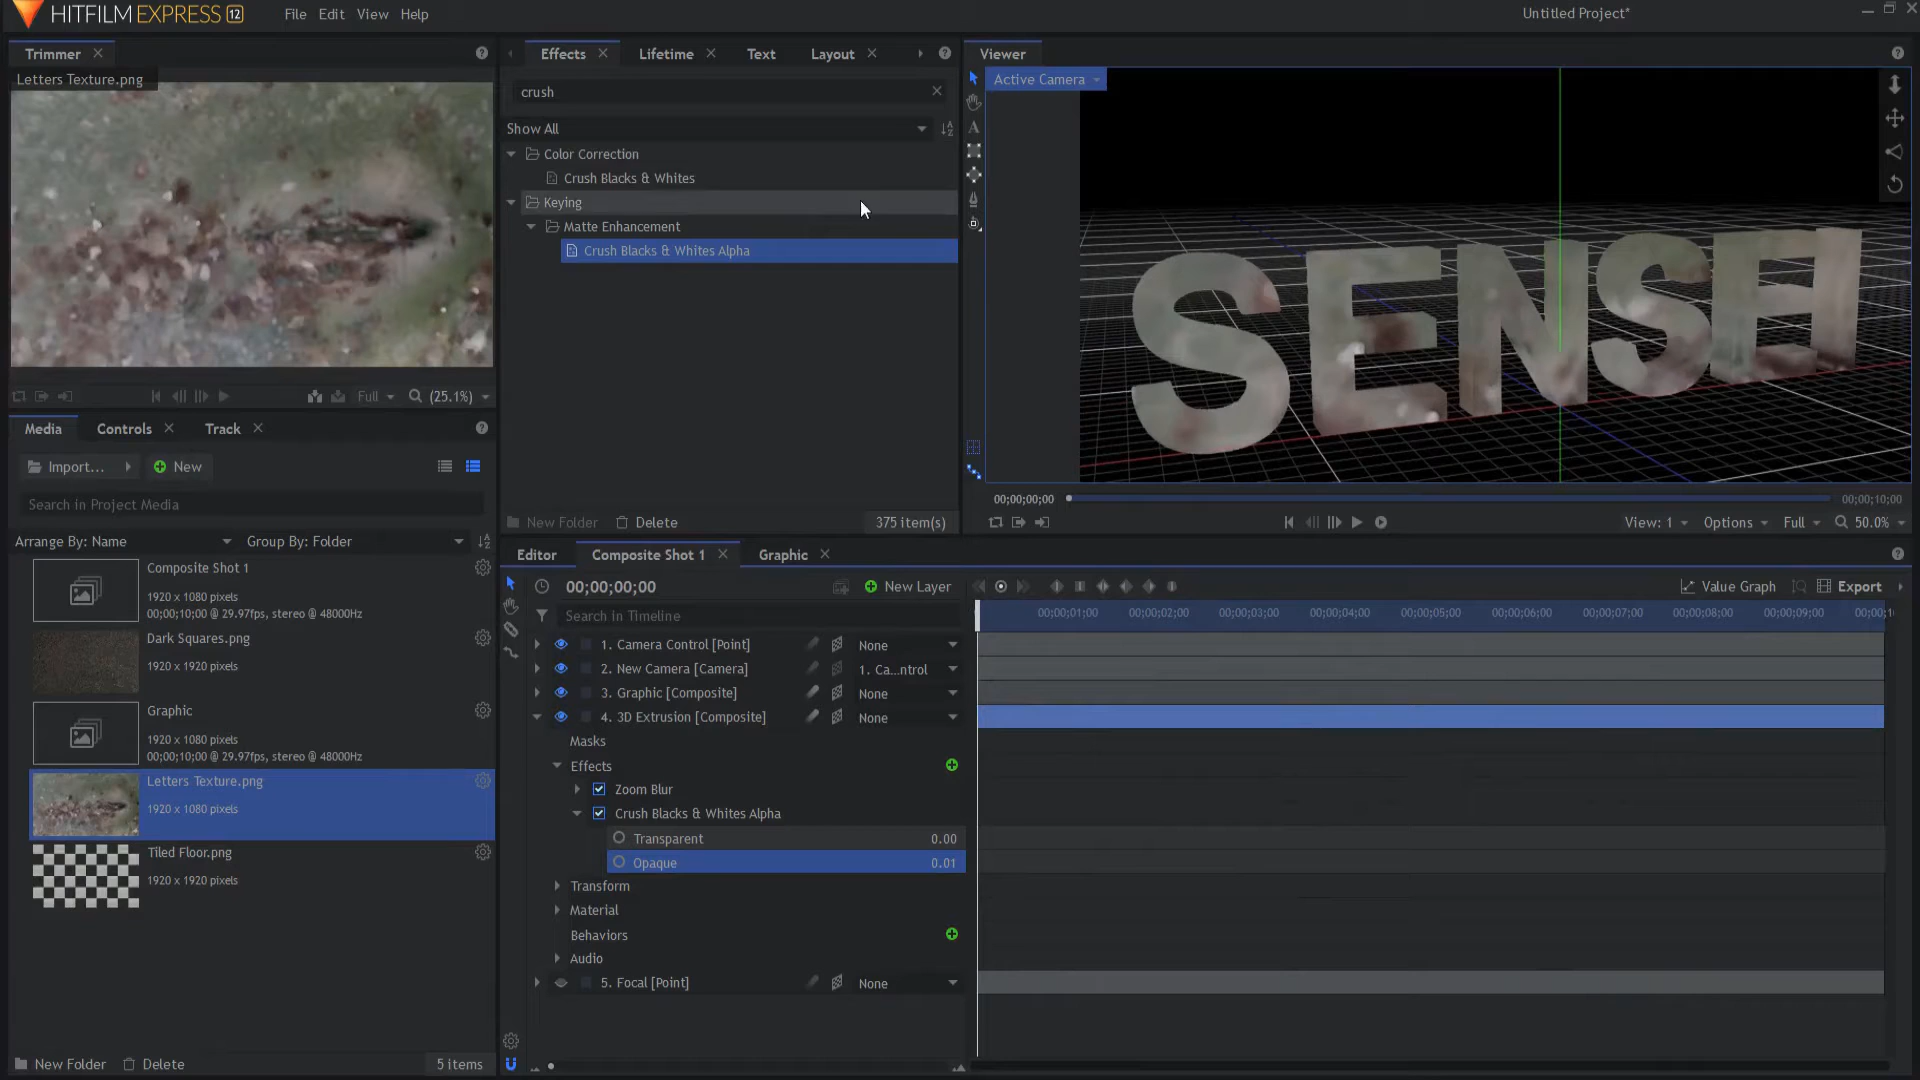 HITFILM EXPRESS 12
File Edit View Help
Untitled Project*
Trimmer
Letters Texture.png
Full
(25.1%)
Media
Controls
Track
Import...
New
Search in Project Media
Arrange By: Name
Group By: Folder
Composite Shot 1
1920 x 1080 pixels
00;00;10;00 @ 29.97fps, stereo @ 48000Hz
Dark Squares.png
1920 x 1920 pixels
Graphic
1920 x 1080 pixels
00;00;10;00 @ 29.97fps, stereo @ 48000Hz
Letters Texture.png
1920 x 1080 pixels
Tiled Floor.png
1920 x 1920 pixels
New Folder
Delete
5 items
Effects
Lifetime
Text
Layout
crush
Show All
Color Correction
Crush Blacks & Whites
Keying
Matte Enhancement
Crush Blacks & Whites Alpha
New Folder
Delete
375 item(s)
Viewer
Active Camera
SENSEI
00;00;00;00
00;00;10;00
View: 1
Options
Full
50.0%
Editor
Composite Shot 1
Graphic
00;00;00;00
New Layer
Value Graph
Export
Search in Timeline
00;00;01;00 00;00;02;00 00;00;03;00 00;00;04;00 00;00;05;00 00;00;06;00 00;00;07;00 00;00;08;00 00;00;09;00
1. Camera Control [Point]
None
2. New Camera [Camera]
1. Ca...ntrol
3. Graphic [Composite]
None
4. 3D Extrusion [Composite]
None
Masks
Effects
Zoom Blur
Crush Blacks & Whites Alpha
Transparent
0.00
Opaque
0.01
Transform
Material
Behaviors
Audio
5. Focal [Point]
None